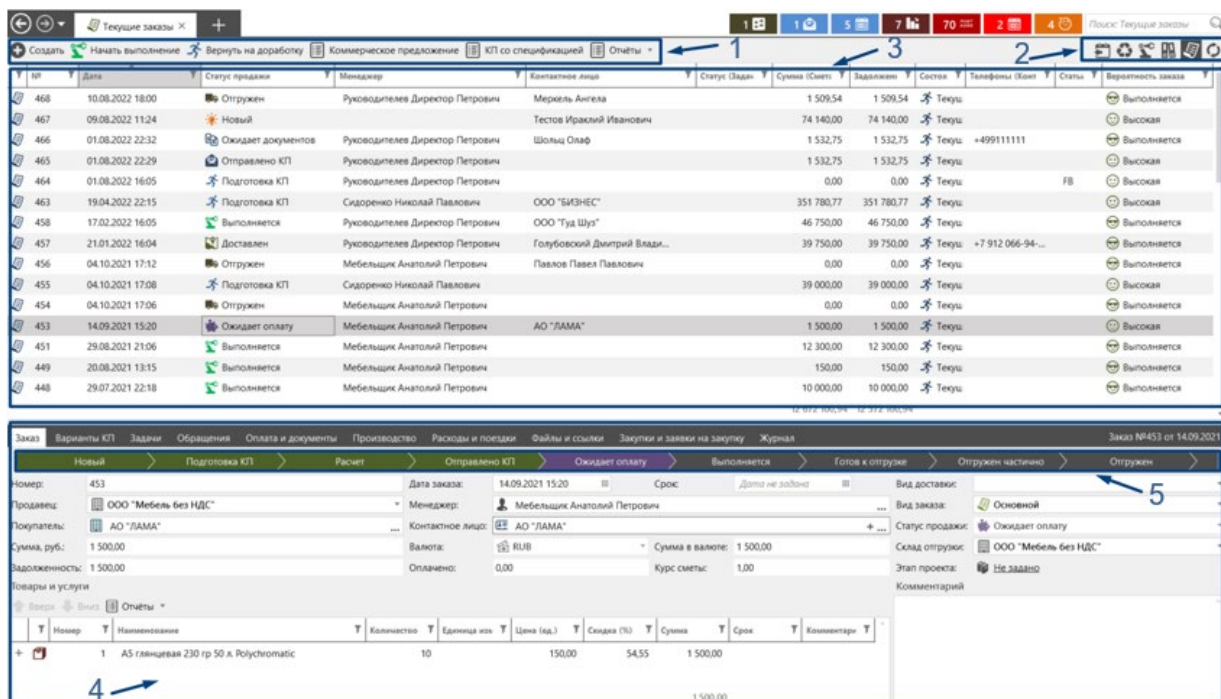 Текущие заказы × +
1 1 5 7 70 2 4 Поиск: Текущие заказы
Создать Начать выполнение Вернуть на доработку Коммерческое предложение КП со спецификацией Отчёты 1 3 2
№ Дата Статус продажи Менеджер Контактное лицо Статус (Задач Сумма (Смет Задолженн Состоя Телефоны (Конт Статы Вероятность заказа
468 10.08.2022 18:00 Отгружен Руководителев Директор Петрович Меркель Ангела 1 509,54 1 509,54 Текущ Выполняется
467 09.08.2022 11:24 Новый Тестов Ираклий Иванович 74 140,00 74 140,00 Текущ Высокая
466 01.08.2022 22:32 Ожидает документов Руководителев Директор Петрович Шольц Олаф 1 532,75 1 532,75 Текущ +499111111 Выполняется
465 01.08.2022 22:29 Отправлено КП Руководителев Директор Петрович 1 532,75 1 532,75 Текущ Высокая
464 01.08.2022 16:05 Подготовка КП Руководителев Директор Петрович 0,00 0,00 Текущ FB Высокая
463 19.04.2022 22:15 Подготовка КП Сидоренко Николай Павлович ООО "БИЗНЕС" 351 780,77 351 780,77 Текущ Высокая
458 17.02.2022 16:05 Выполняется Руководителев Директор Петрович ООО "Гуд Шуз" 46 750,00 46 750,00 Текущ Выполняется
457 21.01.2022 16:04 Доставлен Руководителев Директор Петрович Голубовский Дмитрий Влади... 39 750,00 39 750,00 Текущ +7 912 066-94-... Выполняется
456 04.10.2021 17:12 Отгружен Мебельщик Анатолий Петрович Павлов Павел Павлович 0,00 0,00 Текущ Выполняется
455 04.10.2021 17:08 Подготовка КП Сидоренко Николай Павлович 39 000,00 39 000,00 Текущ Высокая
454 04.10.2021 17:06 Отгружен Мебельщик Анатолий Петрович 0,00 0,00 Текущ Выполняется
453 14.09.2021 15:20 Ожидает оплату Мебельщик Анатолий Петрович АО "ЛАМА" 1 500,00 1 500,00 Текущ Высокая
451 29.08.2021 21:06 Выполняется Мебельщик Анатолий Петрович 12 300,00 12 300,00 Текущ Выполняется
449 20.08.2021 13:15 Выполняется Мебельщик Анатолий Петрович 150,00 150,00 Текущ Выполняется
448 29.07.2021 22:18 Выполняется Мебельщик Анатолий Петрович 10 000,00 10 000,00 Текущ Выполняется
Заказ Варианты КП Задачи Обращения Оплата и документы Производство Расходы и поездки Файлы и ссылки Закупки и заявки на закупку Журнал Заказ №453 от 14.09.2021
Новый Подготовка КП Расчет Отправлено КП Ожидает оплату Выполняется Готов к отгрузке Отгружен частично Отгружен
Номер: 453 Дата заказа: 14.09.2021 15:20 Срок: Дата не задана Вид доставки: 5
Продавец: ООО "Мебель без НДС" Менеджер: Мебельщик Анатолий Петрович ... Вид заказа: Основной
Покупатель: АО "ЛАМА" ... Контактное лицо: АО "ЛАМА" + ... Статус продажи: Ожидает оплату
Сумма, руб.: 1 500,00 Валюта: RUB Сумма в валюте: 1 500,00 Склад отгрузки: ООО "Мебель без НДС"
Задолженность: 1 500,00 Оплачено: 0,00 Курс сметы: 1,00 Этап проекта: Не задано
Товары и услуги Комментарий
Вверх Вниз Отчёты
Номер Наименование Количество Единица изм Цена (ед.) Скидка (%) Сумма Срок Комментари
+ 1 А5 глянцевая 230 гр 50 л. Polychromatic 10 150,00 54,55 1 500,00
4
1 500,00